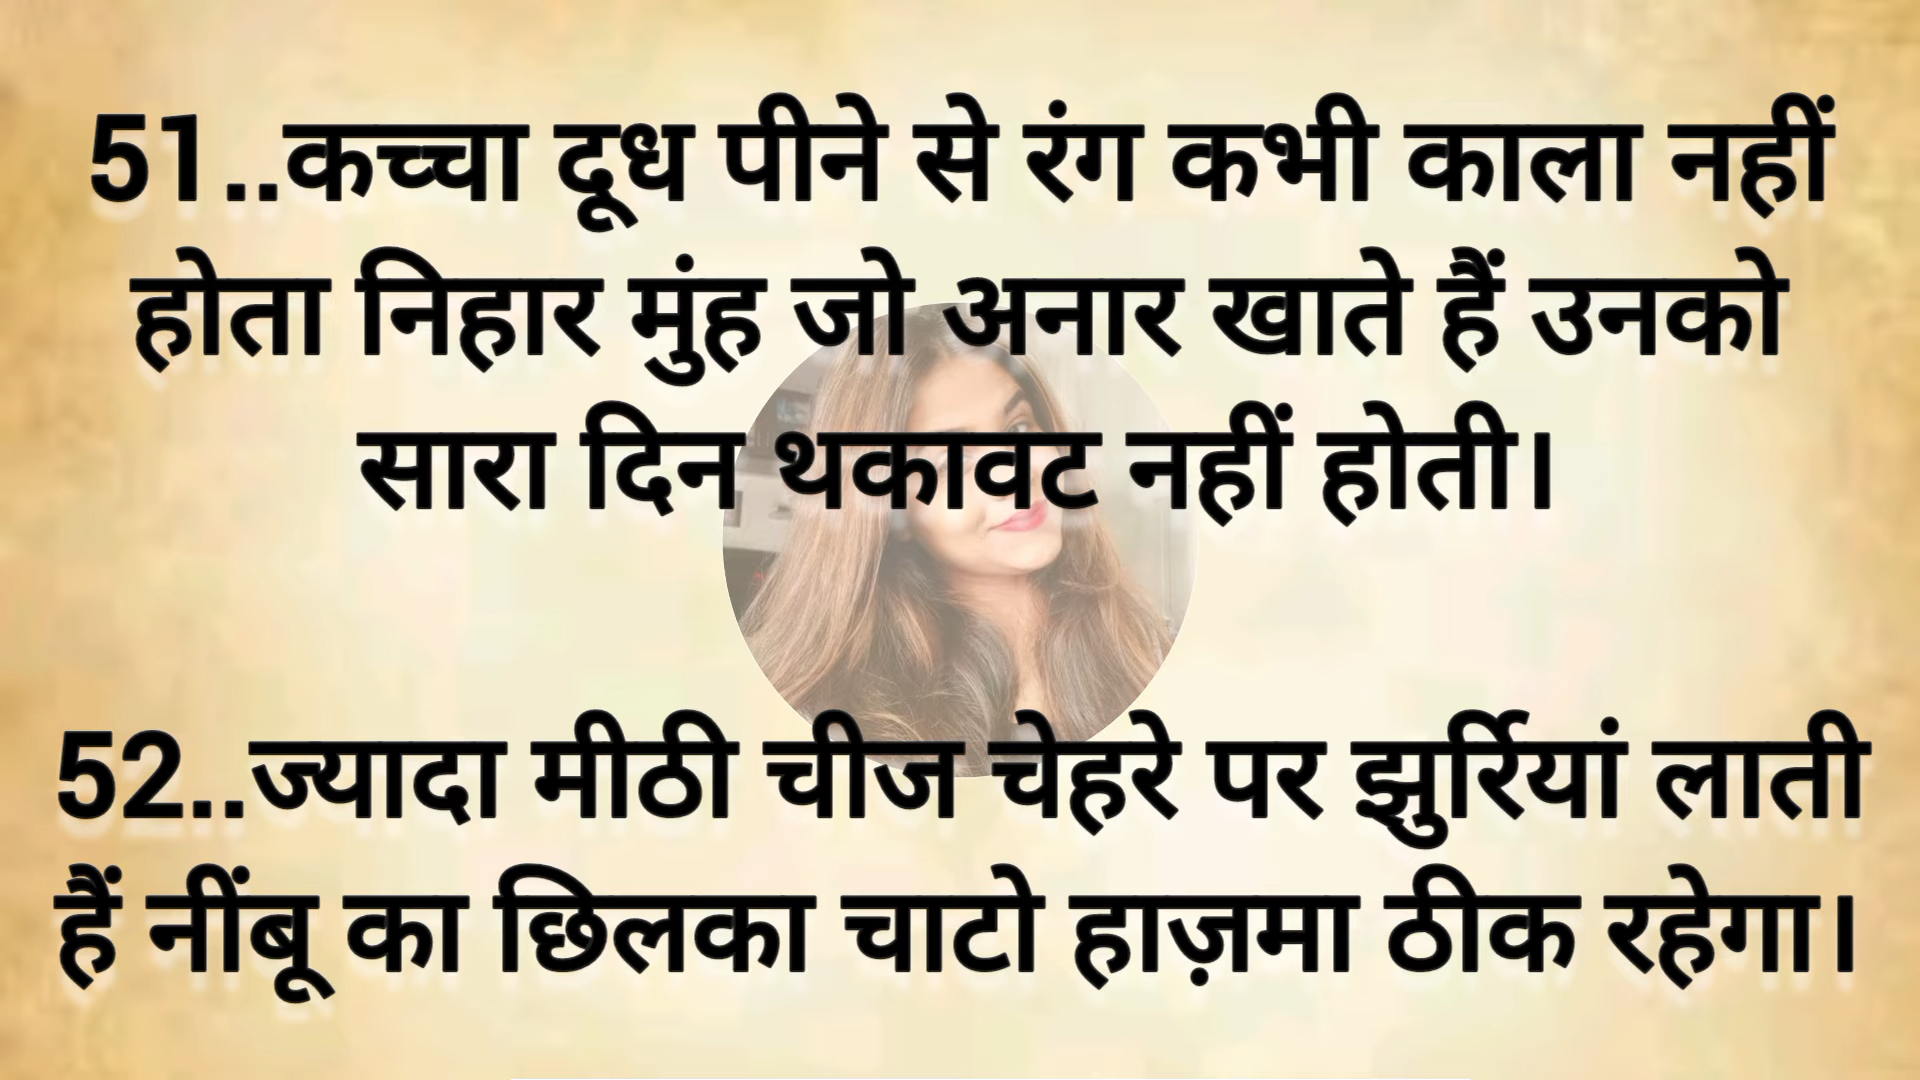 51..कच्चा दूध पीने से रंग कभी काला नहीं
होता निहार मुंह जो अनार खाते हैं उनको
सारा दिन थकावट नहीं होती।
52..ज्यादा मीठी चीज चेहरे पर झुर्रियां लाती
हैं नींबू का छिलका चाटो हाज़मा ठीक रहेगा।